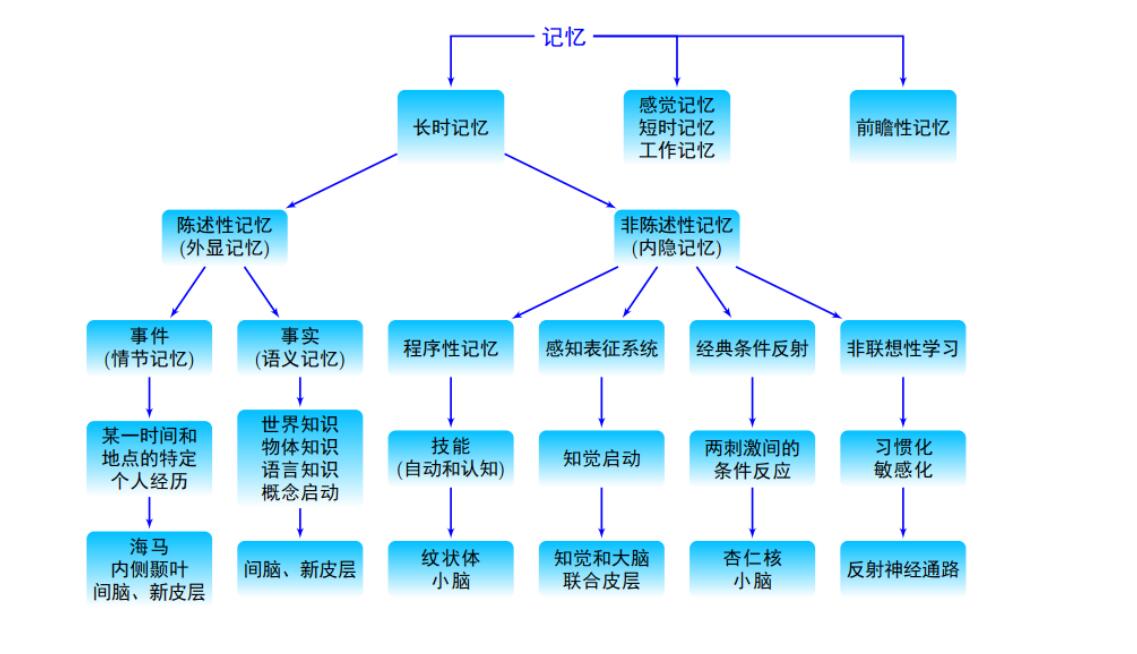 记忆
长时记忆
感觉记忆
短时记忆
工作记忆
前瞻性记忆
陈述性记忆
(外显记忆)
非陈述性记忆
(内隐记忆)
事件
(情节记忆)
事实
(语义记忆)
程序性记忆
感知表征系统
经典条件反射
非联想性学习
某一时间和
地点的特定
个人经历
世界知识
物体知识
语言知识
概念启动
技能
(自动和认知)
知觉启动
两刺激间的
条件反应
习惯化
敏感化
海马
内侧颞叶
间脑、新皮层
间脑、新皮层
纹状体
小脑
知觉和大脑
联合皮层
杏仁核
小脑
反射神经通路